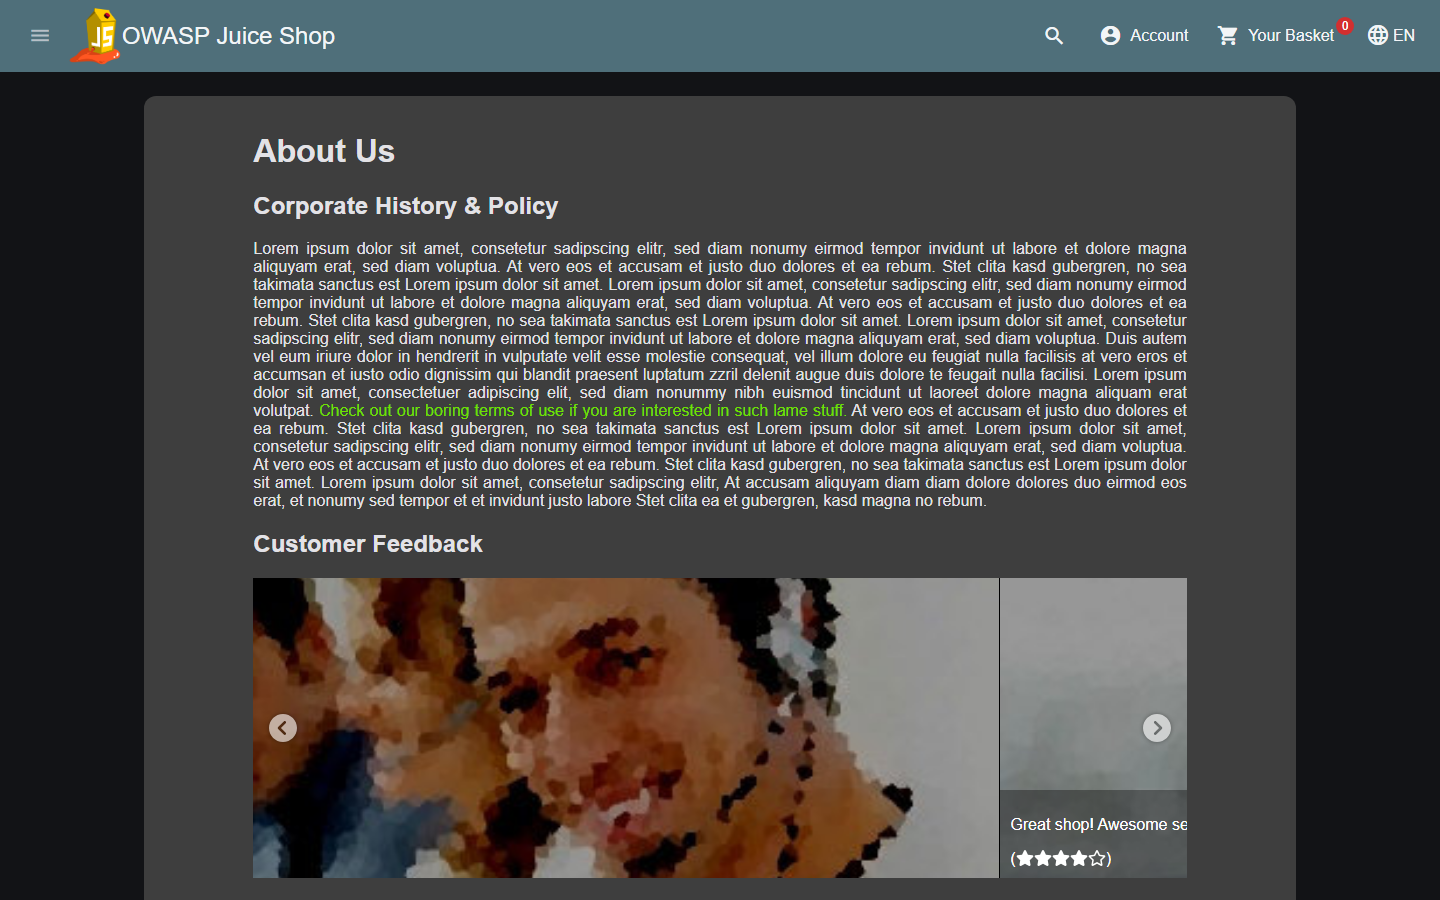 JS OWASP Juice Shop Account Your Basket 0 EN
About Us
Corporate History & Policy
Lorem ipsum dolor sit amet, consetetur sadipscing elitr, sed diam nonumy eirmod tempor invidunt ut labore et dolore magna
aliquyam erat, sed diam voluptua. At vero eos et accusam et justo duo dolores et ea rebum. Stet clita kasd gubergren, no sea
takimata sanctus est Lorem ipsum dolor sit amet. Lorem ipsum dolor sit amet, consetetur sadipscing elitr, sed diam nonumy eirmod
tempor invidunt ut labore et dolore magna aliquyam erat, sed diam voluptua. At vero eos et accusam et justo duo dolores et ea
rebum. Stet clita kasd gubergren, no sea takimata sanctus est Lorem ipsum dolor sit amet. Lorem ipsum dolor sit amet, consetetur
sadipscing elitr, sed diam nonumy eirmod tempor invidunt ut labore et dolore magna aliquyam erat, sed diam voluptua. Duis autem
vel eum iriure dolor in hendrerit in vulputate velit esse molestie consequat, vel illum dolore eu feugiat nulla facilisis at vero eros et
accumsan et iusto odio dignissim qui blandit praesent luptatum zzril delenit augue duis dolore te feugait nulla facilisi. Lorem ipsum
dolor sit amet, consectetuer adipiscing elit, sed diam nonummy nibh euismod tincidunt ut laoreet dolore magna aliquam erat
volutpat. Check out our boring terms of use if you are interested in such lame stuff. At vero eos et accusam et justo duo dolores et
ea rebum. Stet clita kasd gubergren, no sea takimata sanctus est Lorem ipsum dolor sit amet. Lorem ipsum dolor sit amet,
consetetur sadipscing elitr, sed diam nonumy eirmod tempor invidunt ut labore et dolore magna aliquyam erat, sed diam voluptua.
At vero eos et accusam et justo duo dolores et ea rebum. Stet clita kasd gubergren, no sea takimata sanctus est Lorem ipsum dolor
sit amet. Lorem ipsum dolor sit amet, consetetur sadipscing elitr, At accusam aliquyam diam diam dolore dolores duo eirmod eos
erat, et nonumy sed tempor et et invidunt justo labore Stet clita ea et gubergren, kasd magna no rebum.
Customer Feedback
Great shop! Awesome se
(★★★★☆)